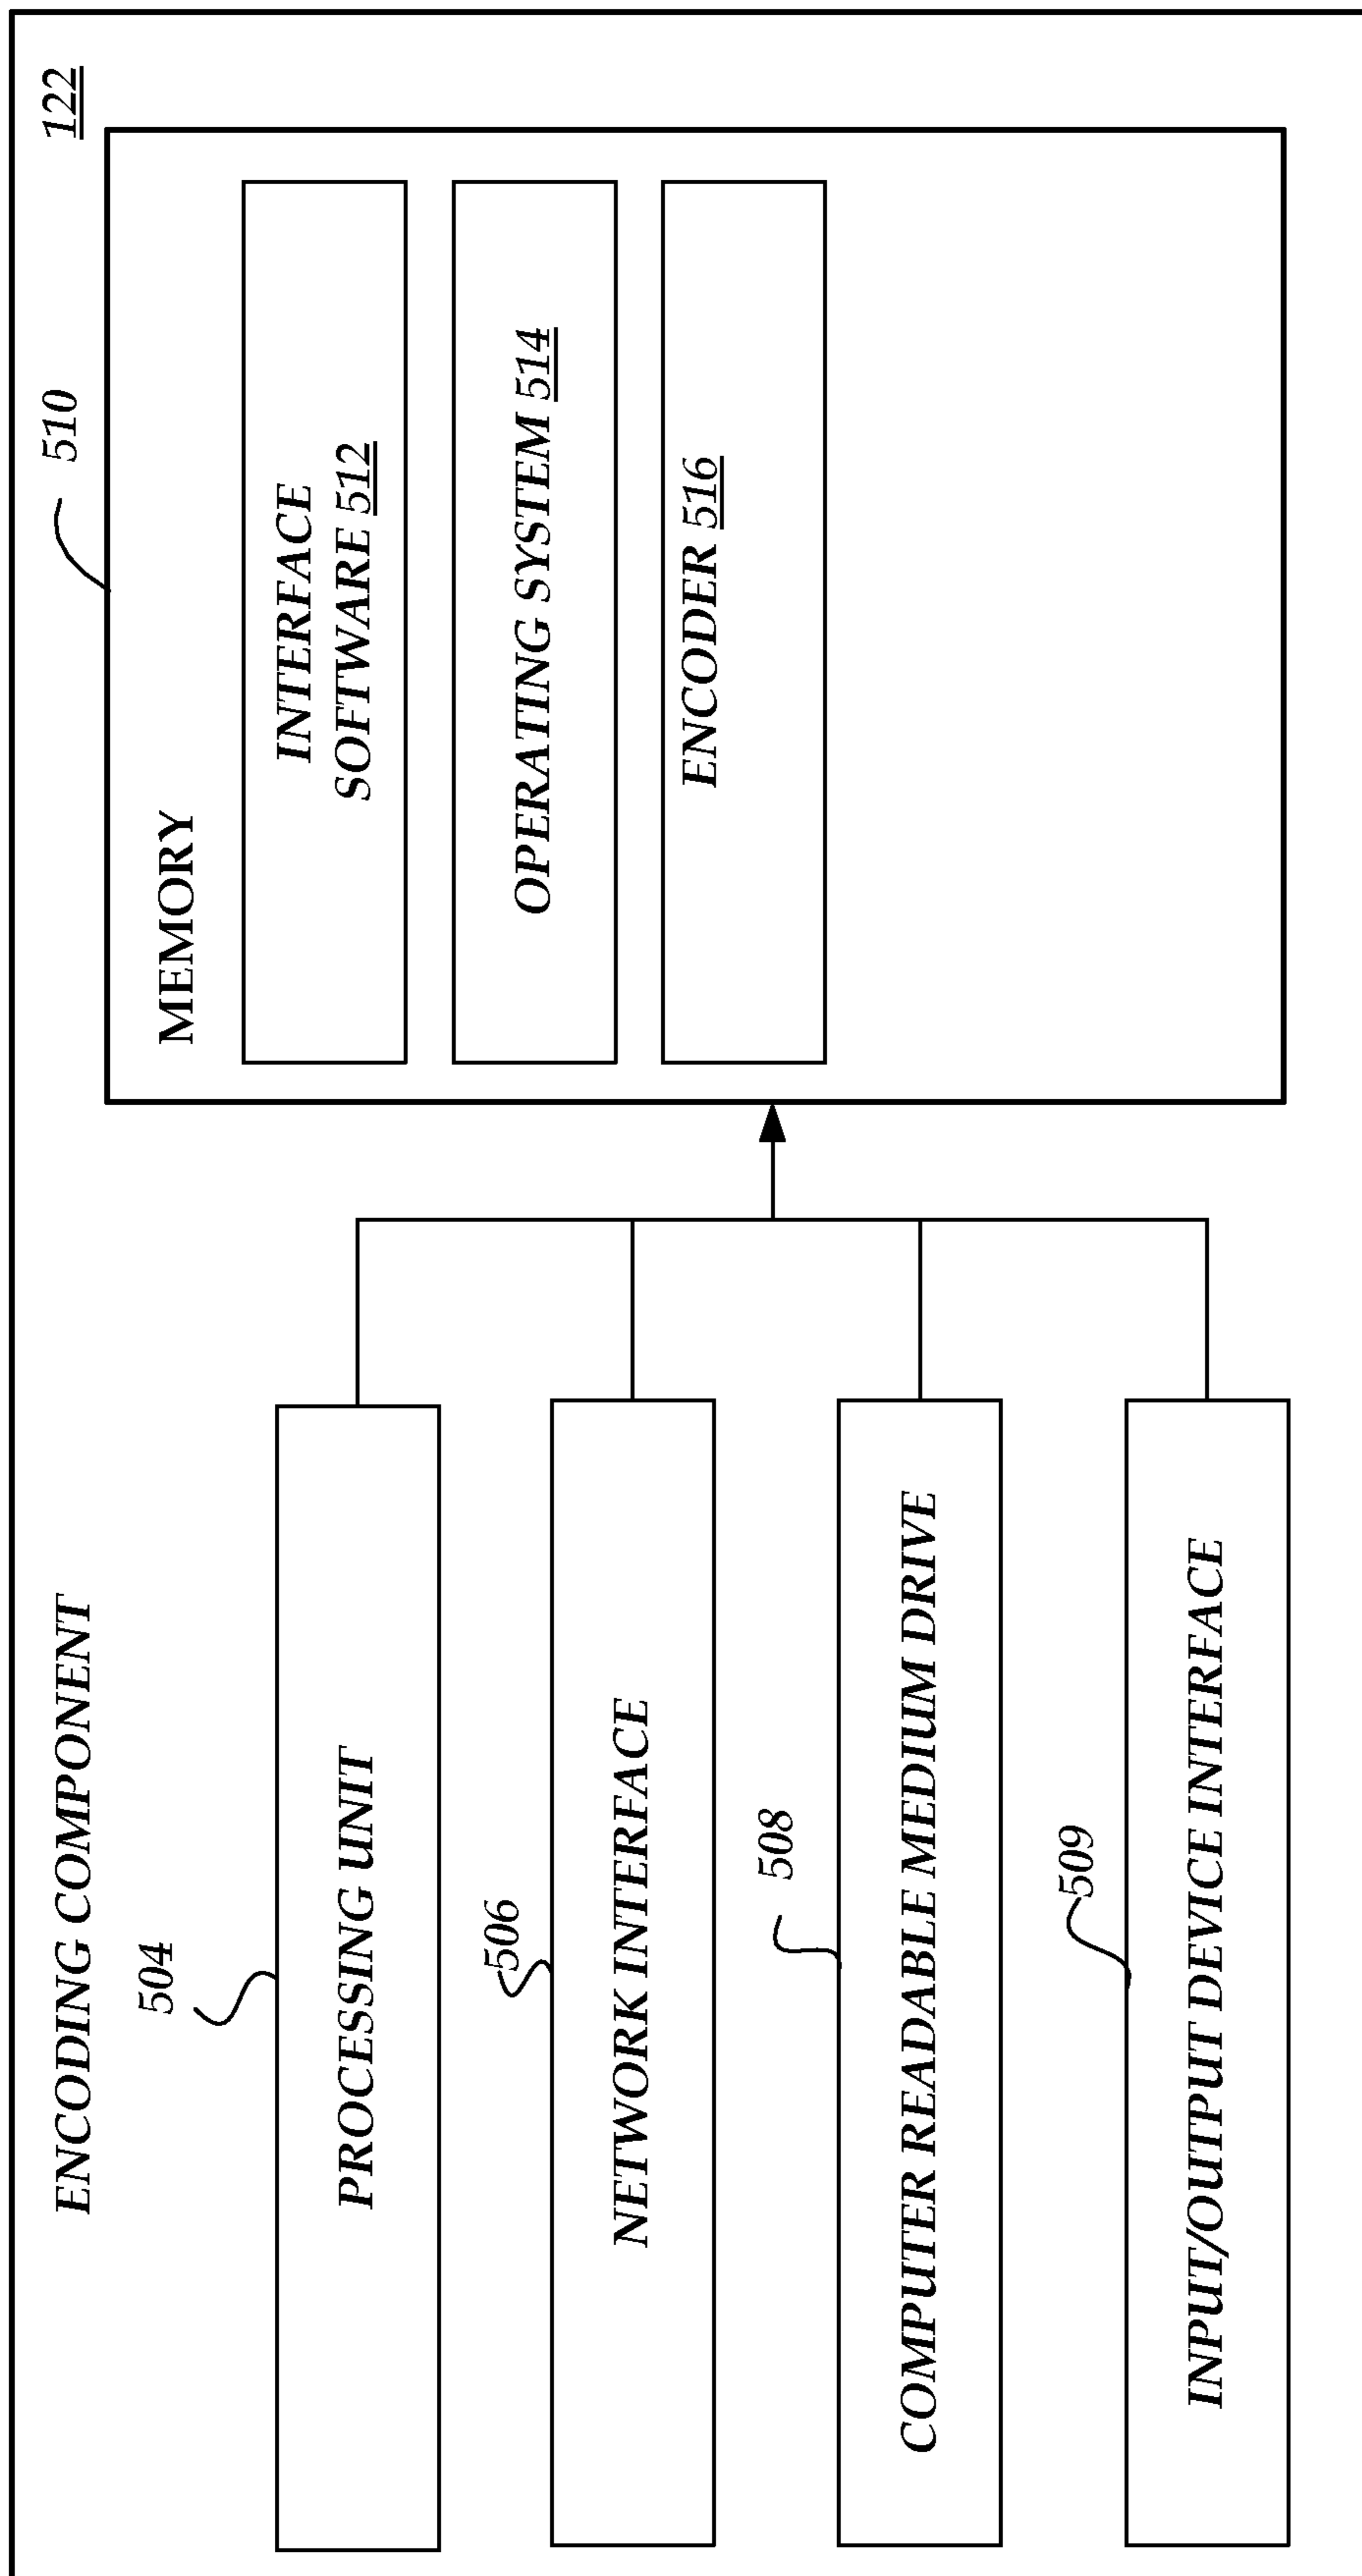 ENCODING COMPONENT
122
504
PROCESSING UNIT
506
NETWORK INTERFACE
508
COMPUTER READABLE MEDIUM DRIVE
509
INPUT/OUTPUT DEVICE INTERFACE
510
MEMORY
INTERFACE
SOFTWARE 512
OPERATING SYSTEM 514
ENCODER 516